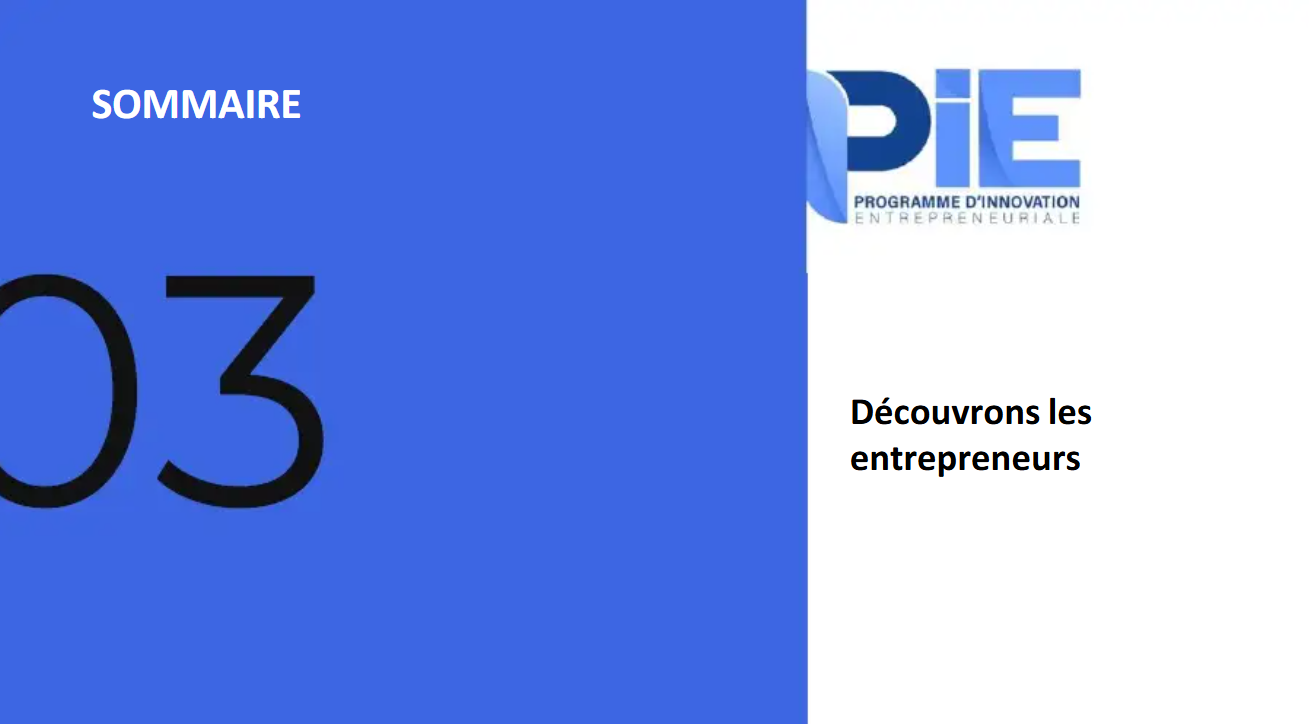 SOMMAIRE
PiE
PROGRAMME D'INNOVATION
ENTREPRENEURIALE
03
Découvrons les
entrepreneurs